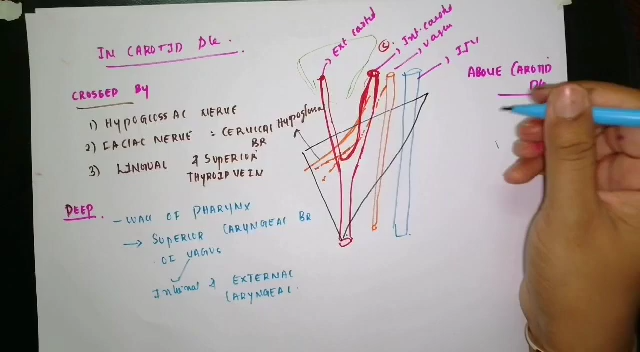 IN CAROTID Dle.
CROSSED By
1) HYPOGLOSSAL NERVE
2) FACIAL NERVE = CERVICAL BR
3) LINGUAL & SUPERIOR THYROID VEIN
DEEP.
- WALL OF PHARYNX
→ SUPERIOR LARYNGEAL BR
OF VAGUS
Internal & EXTERNAL
LARYNGEAL.
Hypoglossal
Ext carotid
Int. carotid
Vagus
IJV
ABOVE CAROTID
Dle